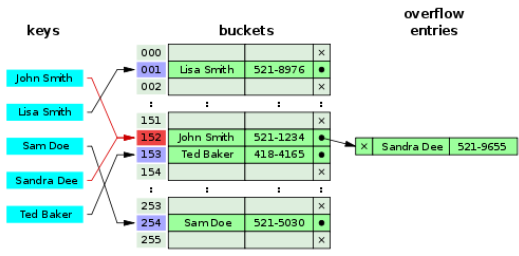 keys
buckets
overflow
entries
John Smith
Lisa Smith
Sam Doe
Sandra Dee
Ted Baker
000 ×
001 Lisa Smith 521-8976 ●
002 ×
: : : :
151 ×
152 John Smith 521-1234 ●
153 Ted Baker 418-4165 ●
154 ×
: : : :
253 ×
254 Sam Doe 521-5030 ●
255 ×
× Sandra Dee 521-9655